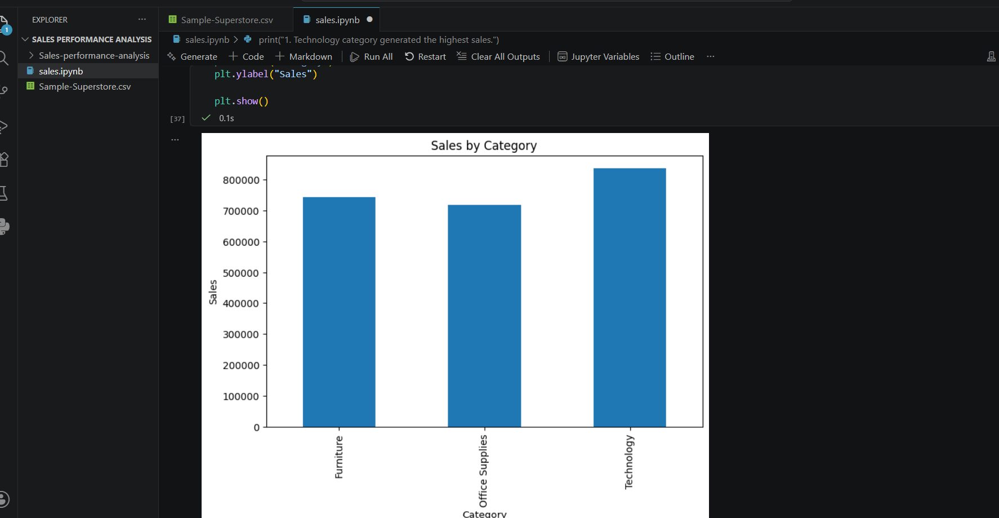 EXPLORER
SALES PERFORMANCE ANALYSIS
Sales-performance-analysis
sales.ipynb
Sample-Superstore.csv
1
Sample-Superstore.csv
sales.ipynb
sales.ipynb > print("1. Technology category generated the highest sales.")
Generate + Code + Markdown Run All Restart Clear All Outputs Jupyter Variables Outline ...
plt.ylabel("Sales")
plt.show()
[37] 0.1s
Sales by Category
800000
700000
600000
500000
400000
300000
200000
100000
0
Sales
Furniture
Office Supplies
Technology
Category